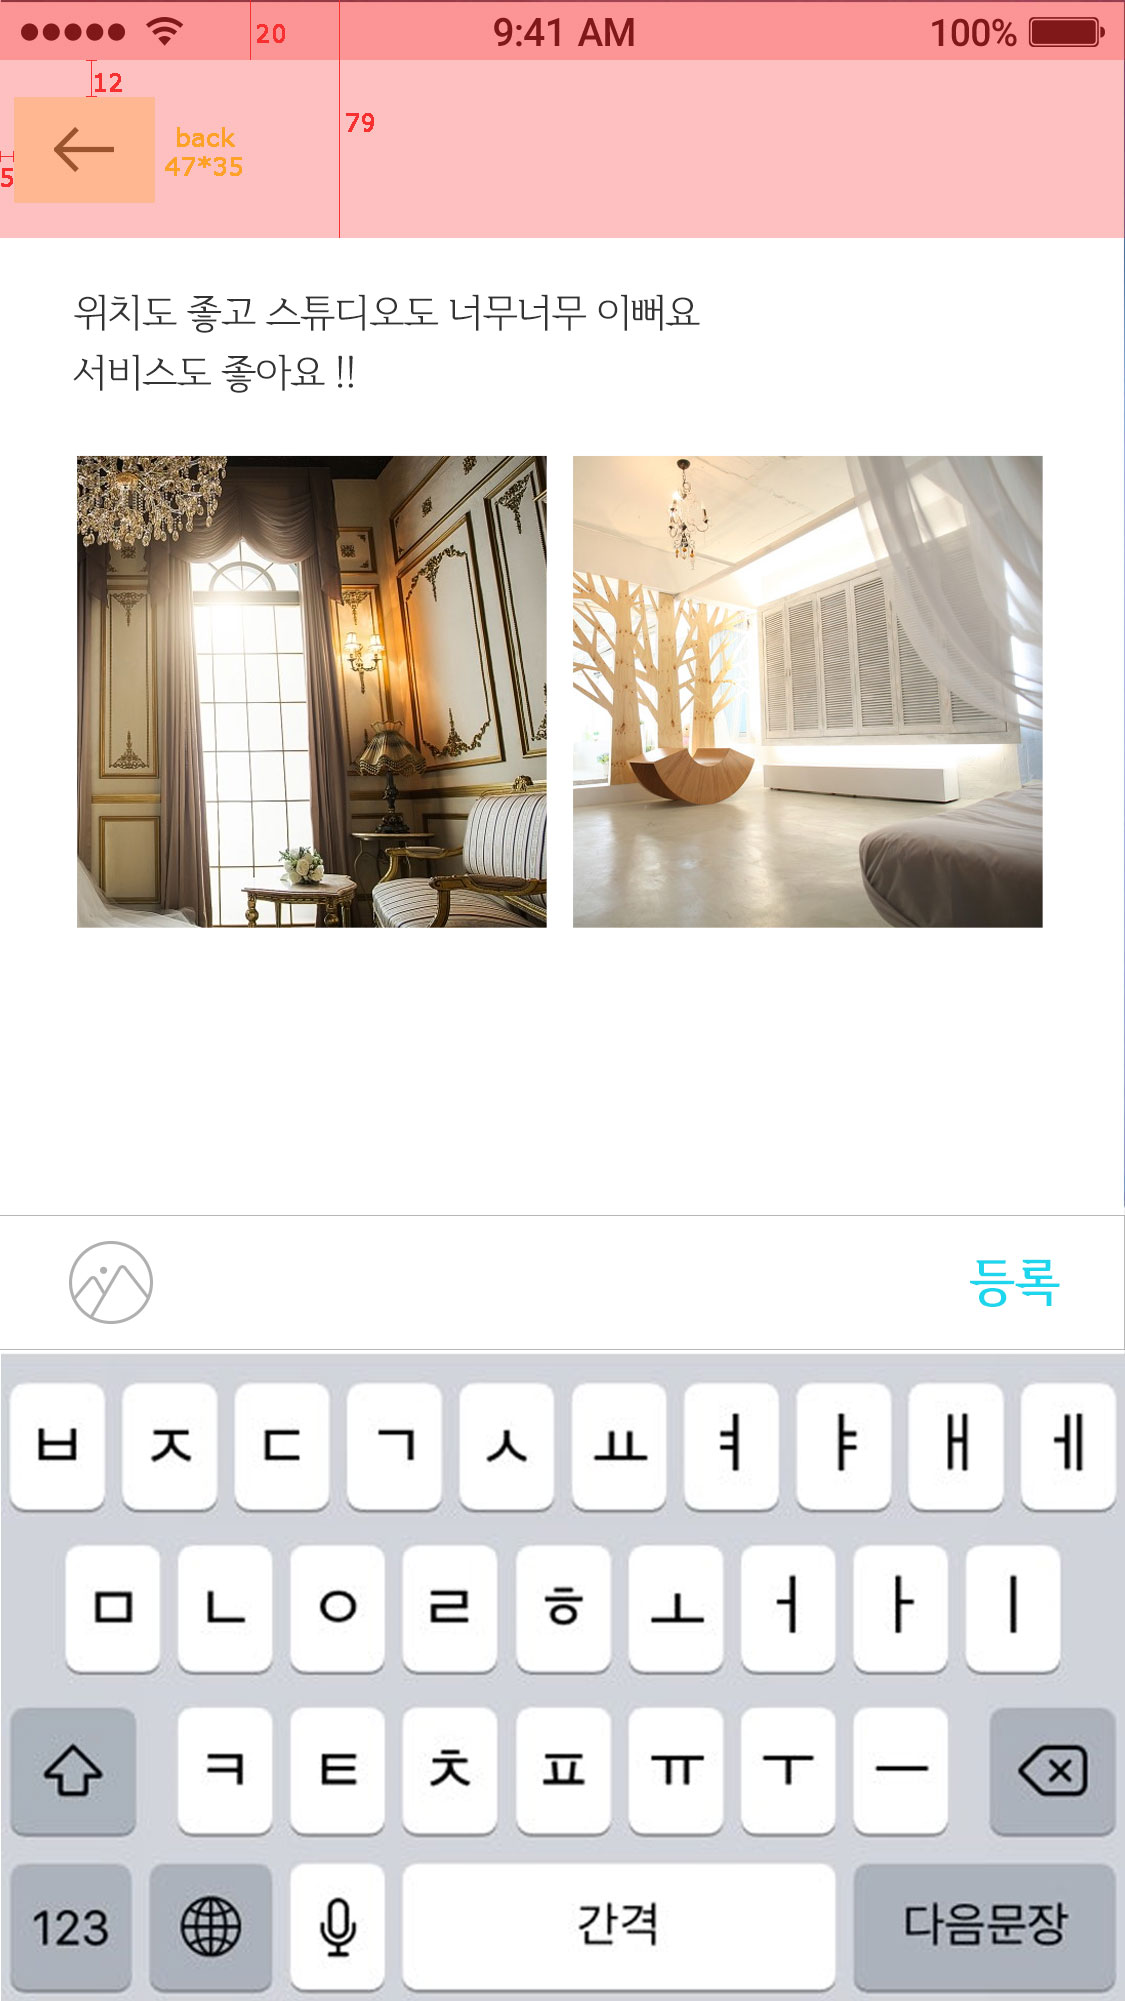 9:41 AM
100%
20
12
79
back
47*35
5
위치도 좋고 스튜디오도 너무너무 이뻐요
서비스도 좋아요 !!
등록
ㅂ ㅈ ㄷ ㄱ ㅅ ㅛ ㅕ ㅑ ㅐ ㅔ
ㅁ ㄴ ㅇ ㄹ ㅎ ㅗ ㅓ ㅏ ㅣ
ㅋ ㅌ ㅊ ㅍ ㅠ ㅜ ㅡ
123 간격 다음문장